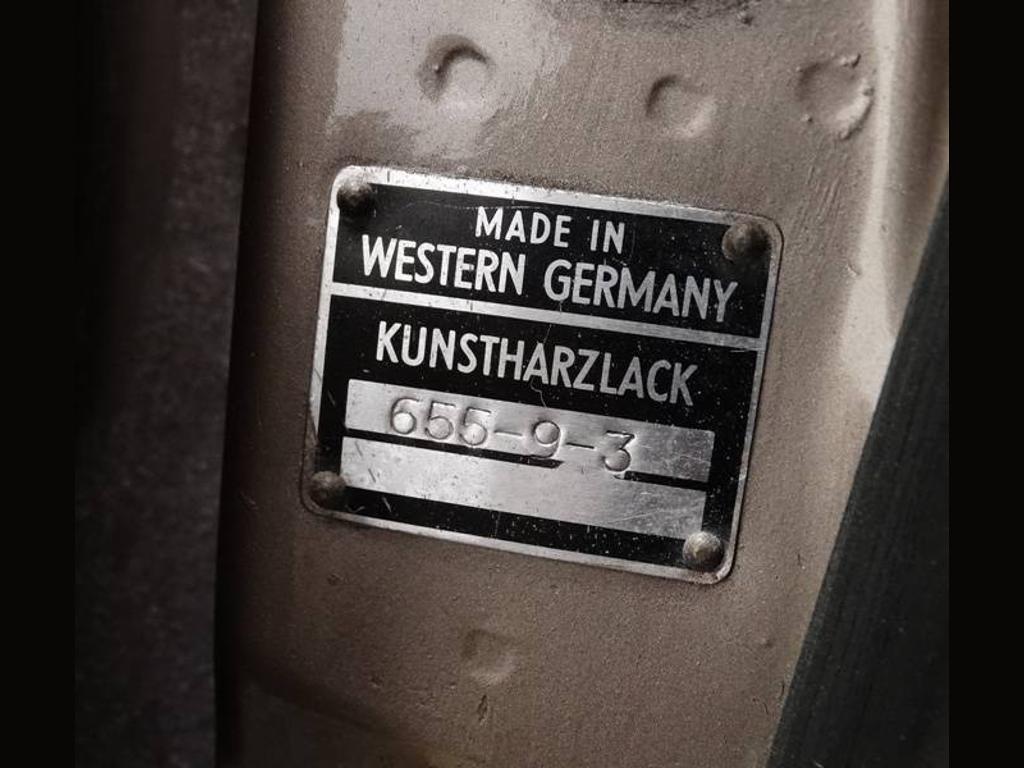 MADE IN
WESTERN GERMANY
KUNSTHARZLACK
655-9-3